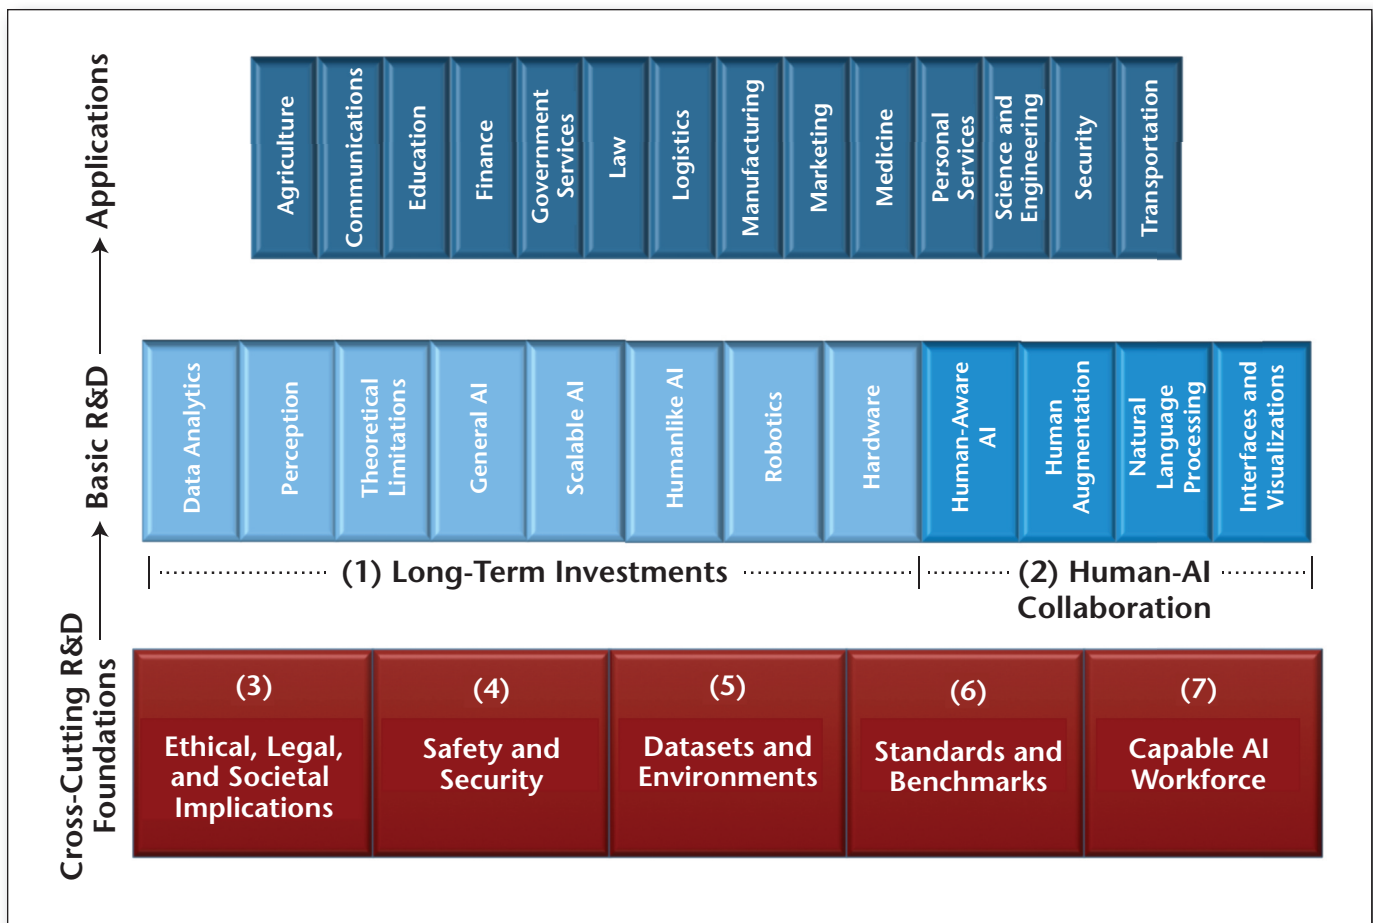 Applications
Agriculture
Communications
Education
Finance
Government
Services
Law
Logistics
Manufacturing
Marketing
Medicine
Personal
Services
Science and
Engineering
Security
Transportation
Basic R&D
Data Analytics
Perception
Theoretical
Limitations
General AI
Scalable AI
Humanlike AI
Robotics
Hardware
Human-Aware
AI
Human
Augmentation
Natural
Language
Processing
Interfaces and
Visualizations
(1) Long-Term Investments
(2) Human-AI
Collaboration
Cross-Cutting R&D
Foundations
(3)
Ethical, Legal,
and Societal
Implications
(4)
Safety and
Security
(5)
Datasets and
Environments
(6)
Standards and
Benchmarks
(7)
Capable AI
Workforce